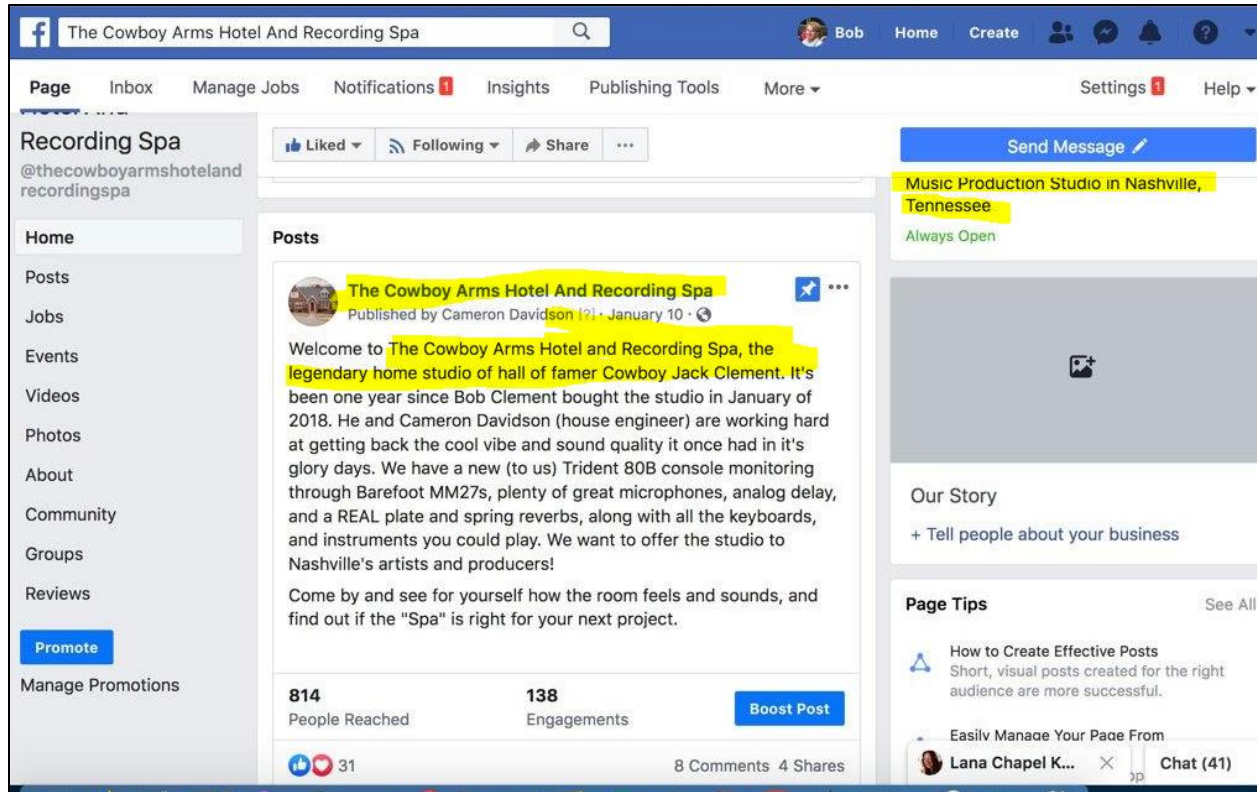 The Cowboy Arms Hotel And Recording Spa
Bob Home Create
Page Inbox Manage Jobs Notifications 1 Insights Publishing Tools More Settings 1 Help
Recording Spa
@thecowboyarmshoteland
recordingspa
Liked Following Share ...
Send Message
Music Production Studio in Nashville,
Tennessee
Always Open
Home
Posts
Jobs
Events
Videos
Photos
About
Community
Groups
Reviews
Promote
Manage Promotions
Posts
The Cowboy Arms Hotel And Recording Spa
Published by Cameron Davidson [?] · January 10 ·
Welcome to The Cowboy Arms Hotel and Recording Spa, the
legendary home studio of hall of famer Cowboy Jack Clement. It's
been one year since Bob Clement bought the studio in January of
2018. He and Cameron Davidson (house engineer) are working hard
at getting back the cool vibe and sound quality it once had in it's
glory days. We have a new (to us) Trident 80B console monitoring
through Barefoot MM27s, plenty of great microphones, analog delay,
and a REAL plate and spring reverbs, along with all the keyboards,
and instruments you could play. We want to offer the studio to
Nashville's artists and producers!
Come by and see for yourself how the room feels and sounds, and
find out if the "Spa" is right for your next project.
814
People Reached
138
Engagements
Boost Post
31
8 Comments 4 Shares
Our Story
+ Tell people about your business
Page Tips See All
How to Create Effective Posts
Short, visual posts created for the right
audience are more successful.
Easily Manage Your Page From
Lana Chapel K... Chat (41)